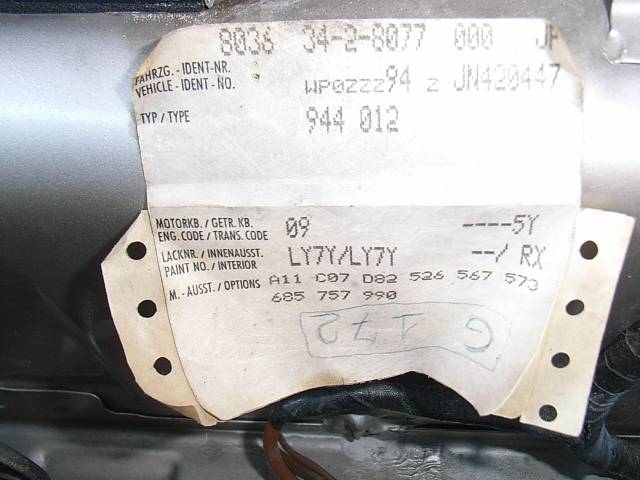 8036 34-2-8077 000 JP
FAHRZG.-IDENT-NR.
VEHICLE-IDENT-NO. WP0ZZZ94 Z JN420447
TYP / TYPE 944 012
MOTORKB. / GETR. KB.
ENG. CODE / TRANS. CODE 09 ----5Y
LACKNR. / INNENAUSST.
PAINT NO. / INTERIOR LY7Y/LY7Y --/ RX
M.- AUSST. / OPTIONS A11 C07 D82 526 567 573
685 757 990
G 172